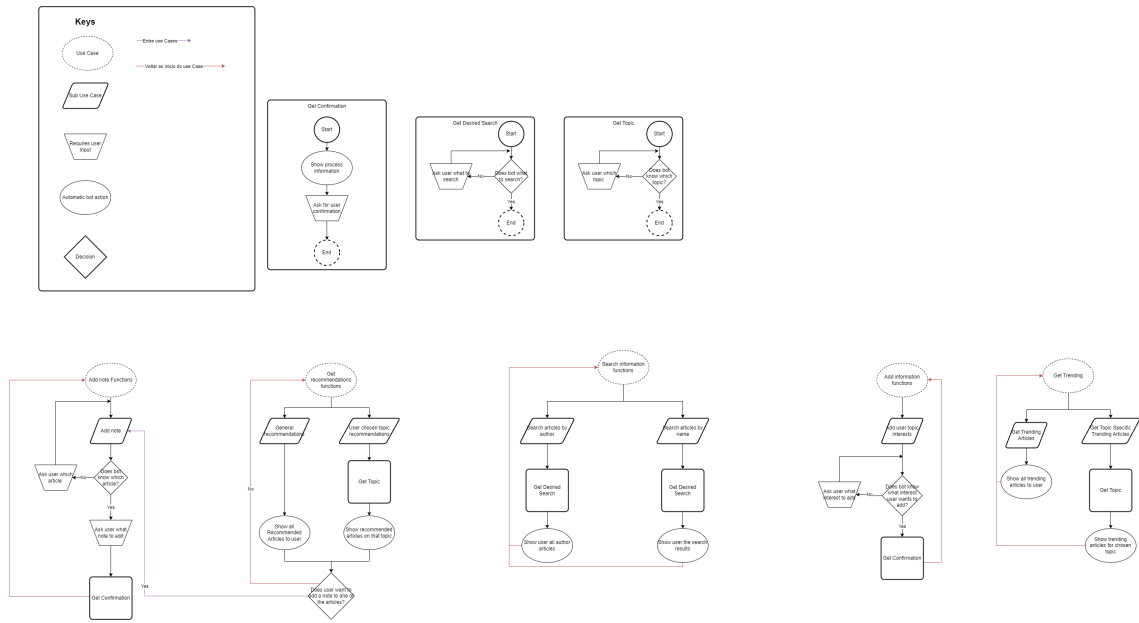 Keys
Use Case
Entre use Cases
Voltar ao início do use Case
Sub Use Case
Requires user
input
Automatic bot action
Decision
Get Confirmation
Start
Show process
information
Ask for user
confirmation
End
Get Desired Search
Start
Ask user what to
search
No
Does bot what
to search?
Yes
End
Get Topic
Start
Ask user which
topic
No
Does bot
know which
topic?
Yes
End
Add note Functions
Add note
Ask user which
article
No
Does bot
know which
article?
Yes
Ask user what
note to add
Get Confirmation
Get
recommendations
functions
General
recommendations
User chosen topic
recommendations
Get Topic
No
Show all
Recommended
Articles to user
Show recommended
articles on that topic
Yes
Does user want to
add a note to one of
the articles?
Search information
functions
Search articles by
author
Search articles by
name
Get Desired
Search
Get Desired
Search
Show user all author
articles
Show user the search
results
Add information
functions
Add user topic
interests
Ask user what
interest to add
No
Does bot know
what interest
user wants to
add?
Yes
Get Confirmation
Get Trending
Get Trending
Articles
Get Topic Specific
Trending Articles
Show all trending
articles to user
Get Topic
Show trending
articles for chosen
topic